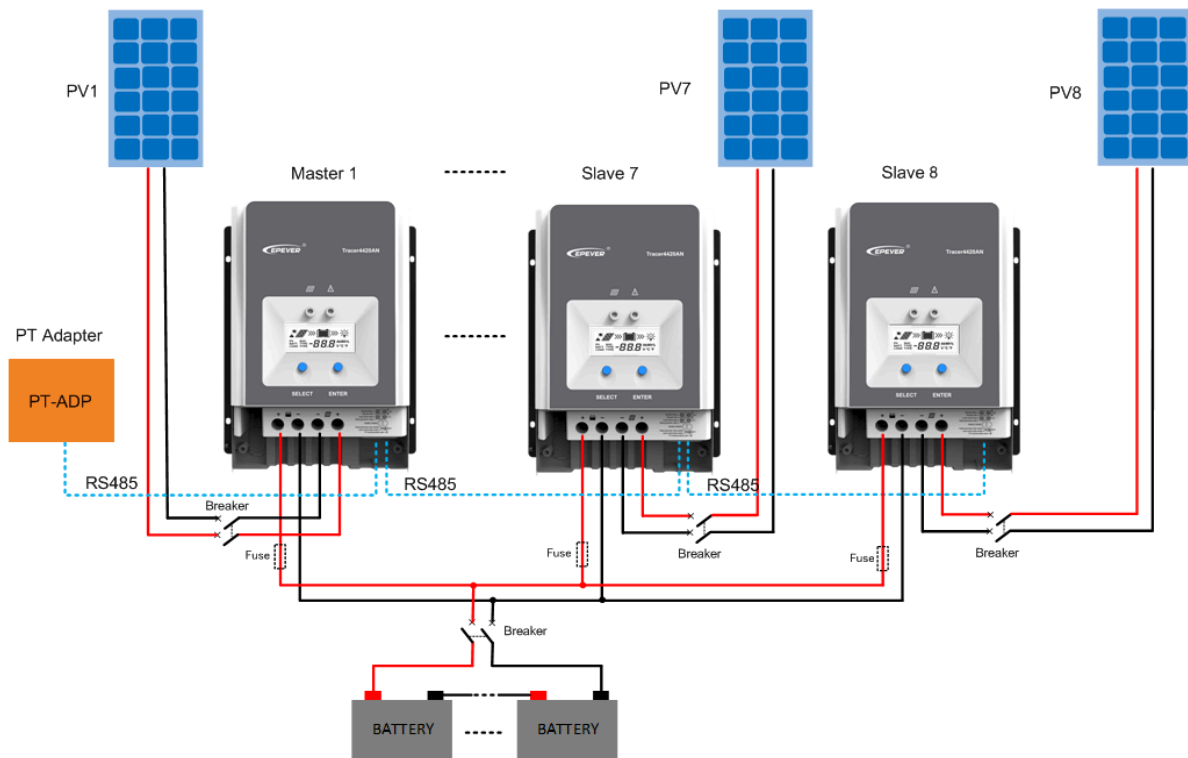 PV1
PV7
PV8
Master 1
Slave 7
Slave 8
EPEVER
Tracer4420AN
EPEVER
Tracer4420AN
EPEVER
Tracer4420AN
PT Adapter
PT-ADP
SELECT ENTER
SELECT ENTER
SELECT ENTER
RS485
RS485
RS485
Breaker
Fuse
Fuse
Breaker
Fuse
Breaker
Breaker
BATTERY
BATTERY